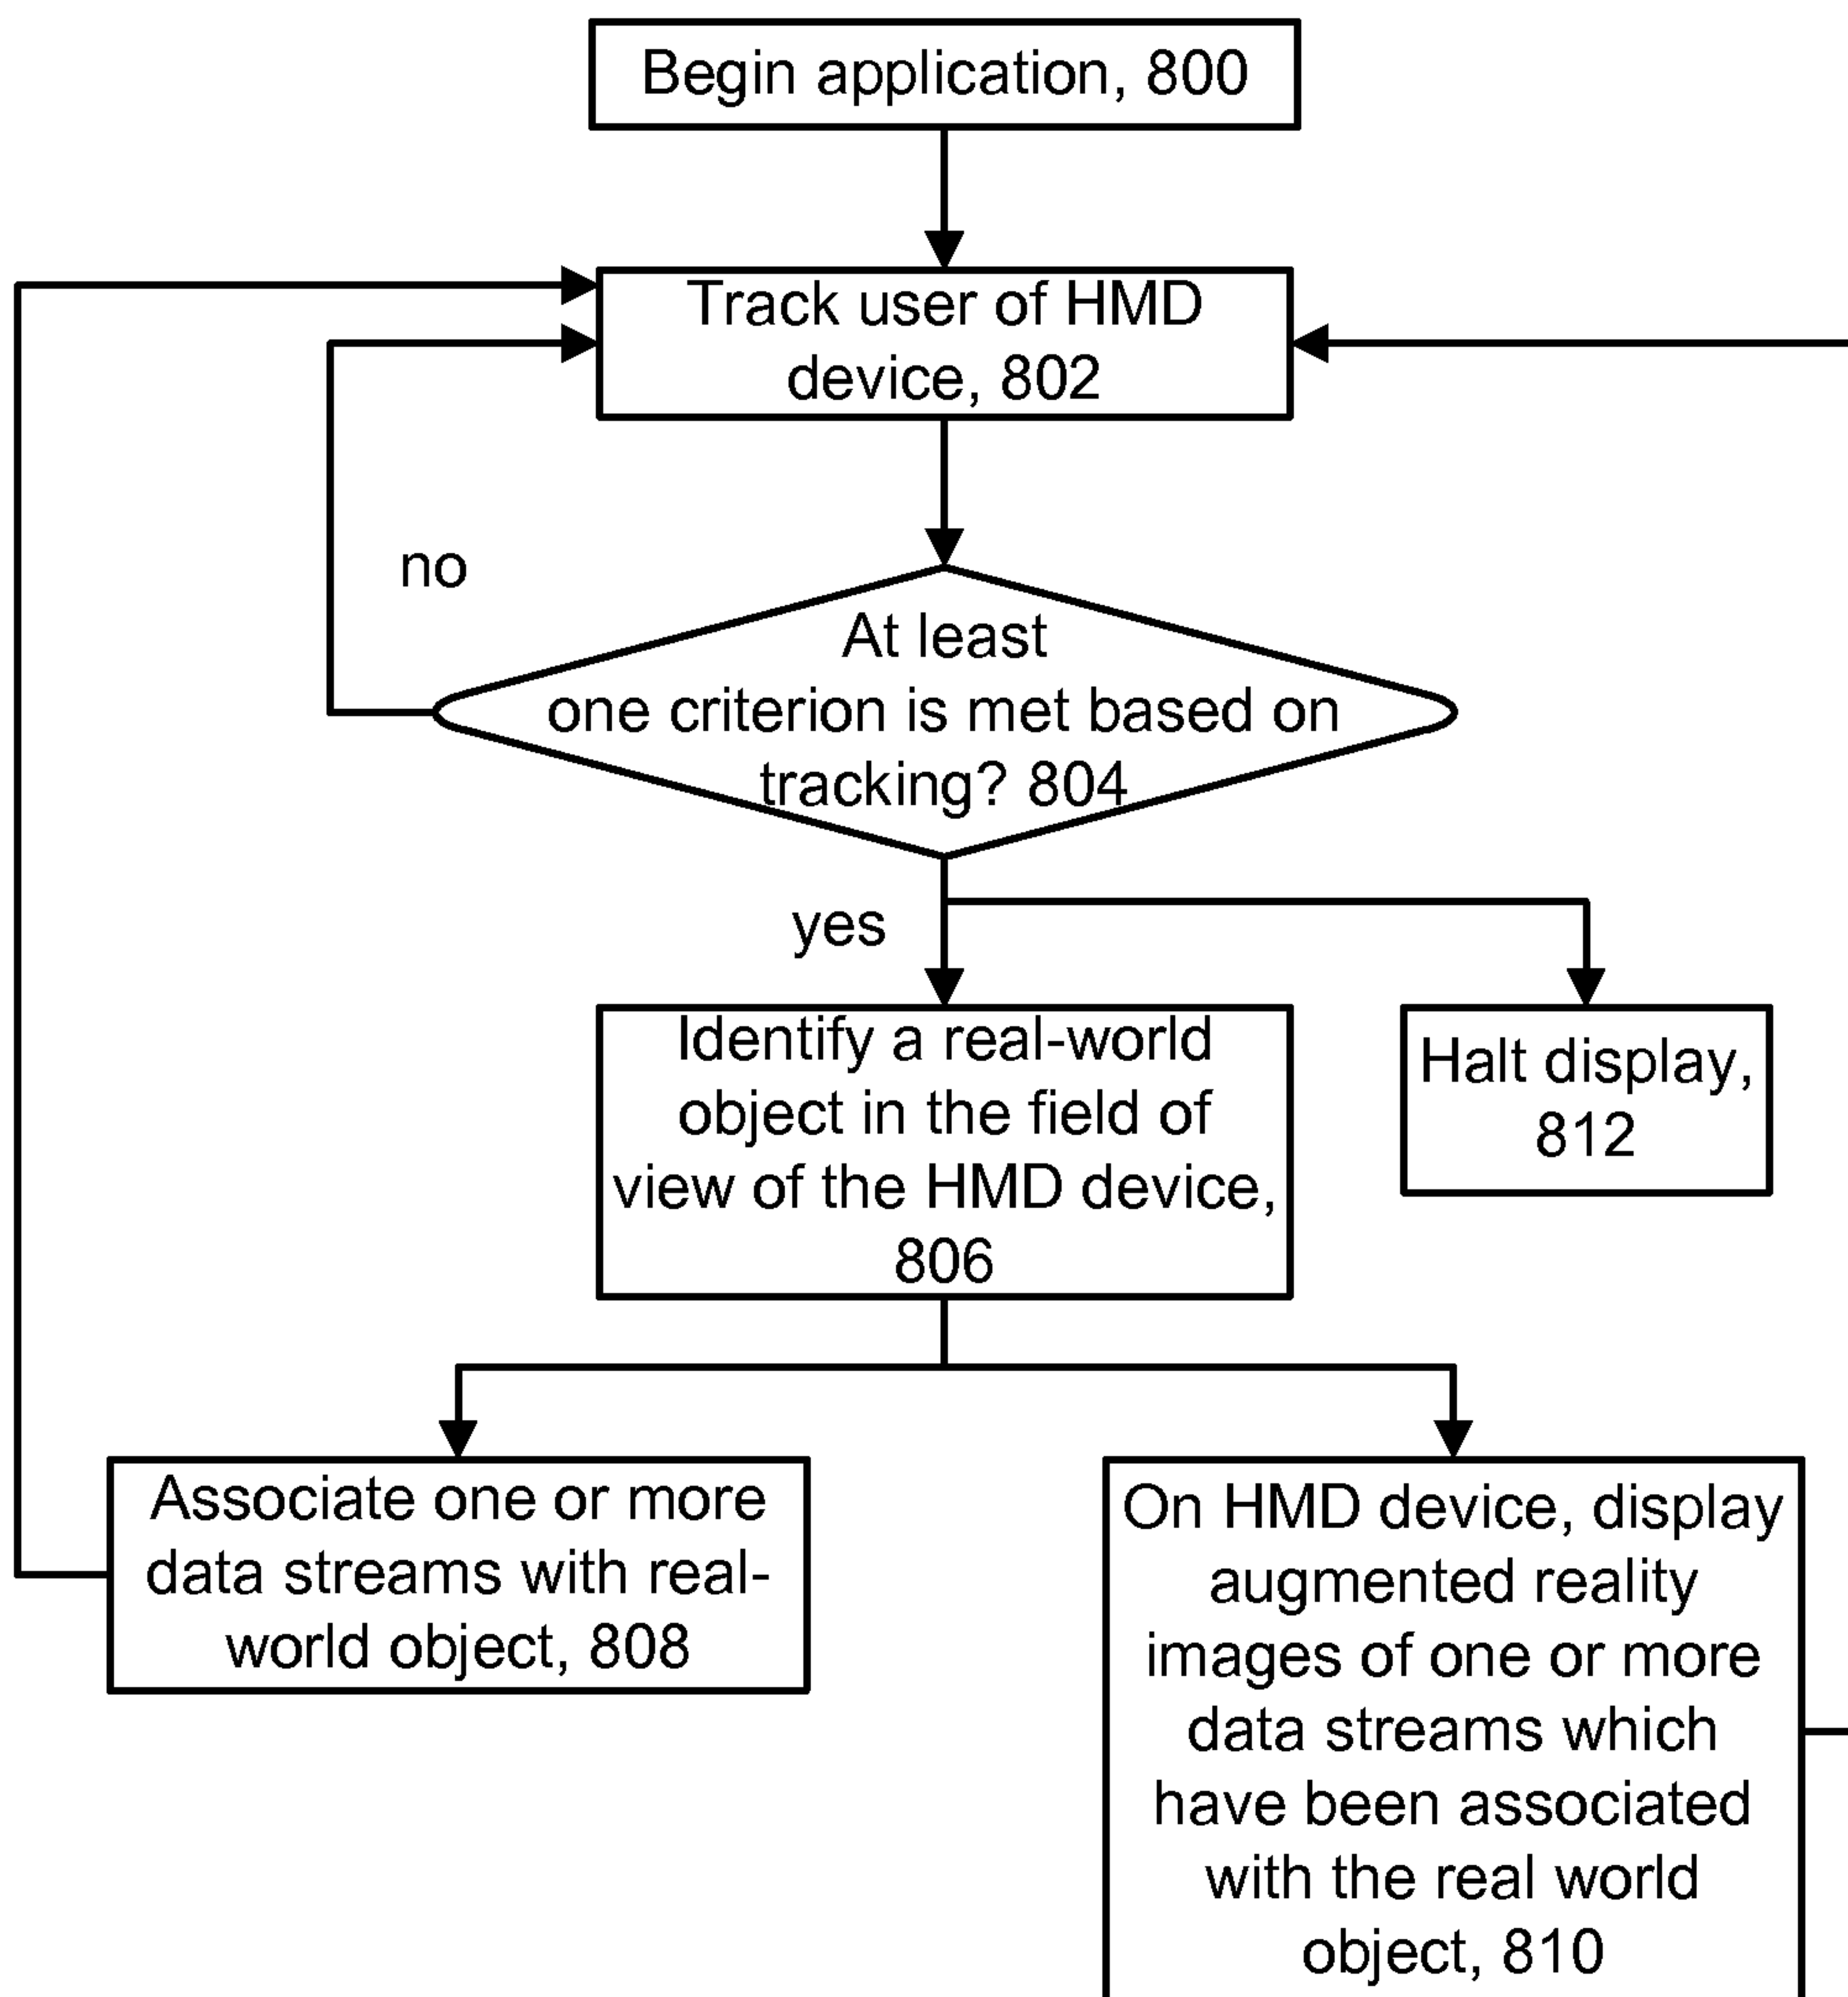 Begin application, 800
Track user of HMD
device, 802
no
At least
one criterion is met based on
tracking? 804
yes
Identify a real-world
object in the field of
view of the HMD device,
806
Halt display,
812
Associate one or more
data streams with real-
world object, 808
On HMD device, display
augmented reality
images of one or more
data streams which
have been associated
with the real world
object, 810